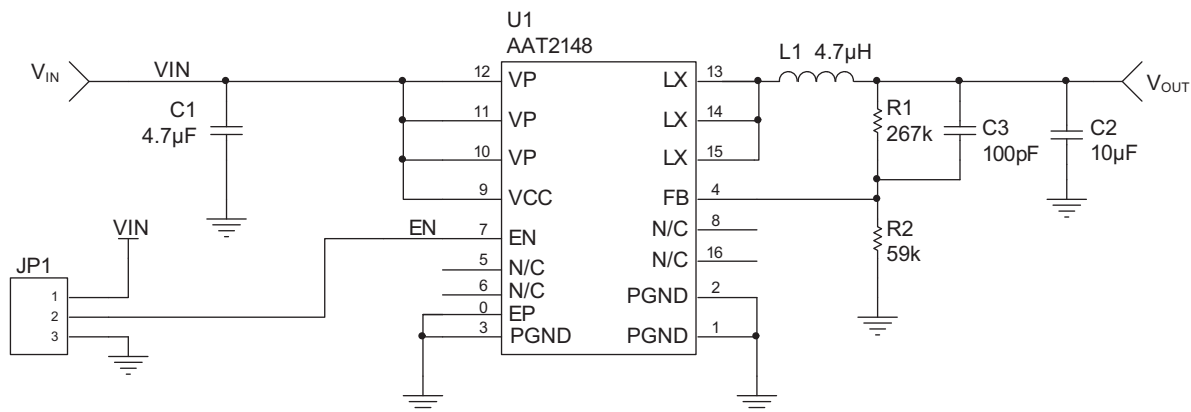 U1
AAT2148
V_IN
VIN
C1
4.7µF
12 VP
11 VP
10 VP
9 VCC
EN 7 EN
5 N/C
6 N/C
0 EP
3 PGND
LX 13
LX 14
LX 15
FB 4
N/C 8
N/C 16
PGND 2
PGND 1
L1 4.7µH
R1
267k
C3
100pF
C2
10µF
V_OUT
R2
59k
VIN
JP1
1
2
3